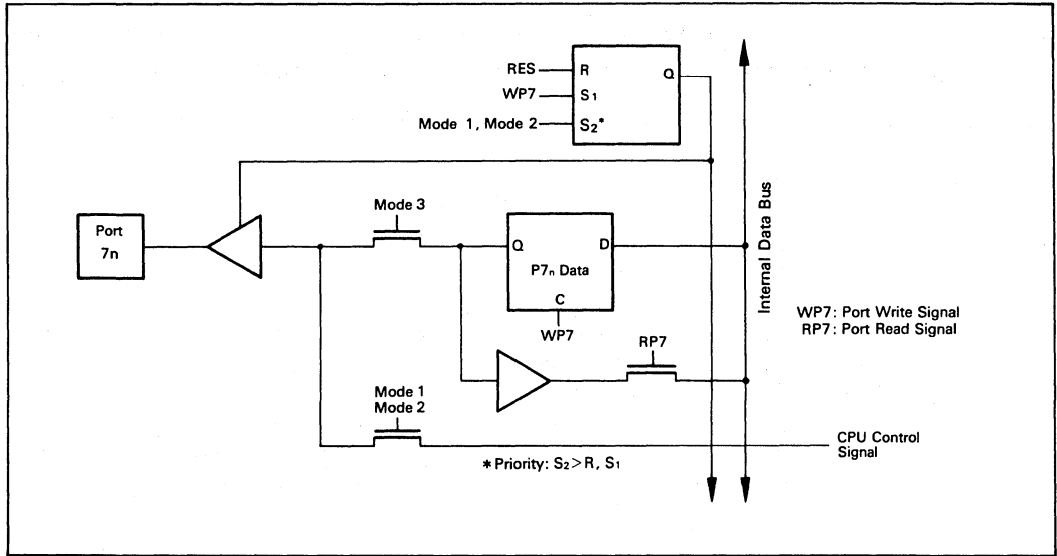 RES
R
Q
WP7
S1
Mode 1, Mode 2
S2*
Mode 3
Port
7n
Q
D
P7n Data
C
WP7
Internal Data Bus
WP7: Port Write Signal
RP7: Port Read Signal
RP7
Mode 1
Mode 2
CPU Control
Signal
* Priority: S2>R, S1